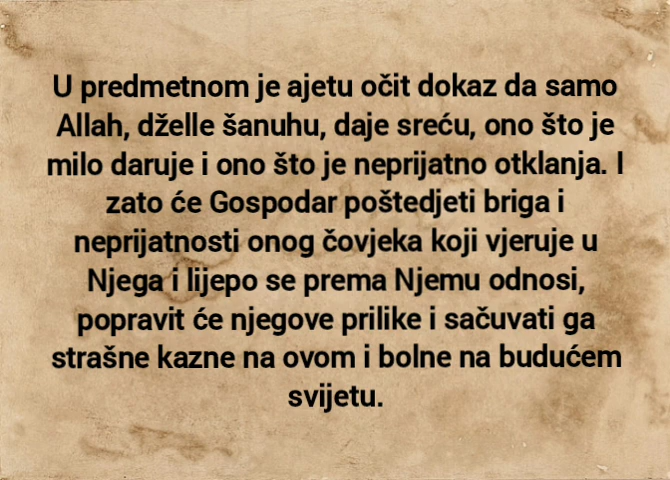 U predmetnom je ajetu očit dokaz da samo
Allah, dželle šanuhu, daje sreću, ono što je
milo daruje i ono što je neprijatno otklanja. I
zato će Gospodar poštedjeti briga i
neprijatnosti onog čovjeka koji vjeruje u
Njega i lijepo se prema Njemu odnosi,
popravit će njegove prilike i sačuvati ga
strašne kazne na ovom i bolne na budućem
svijetu.